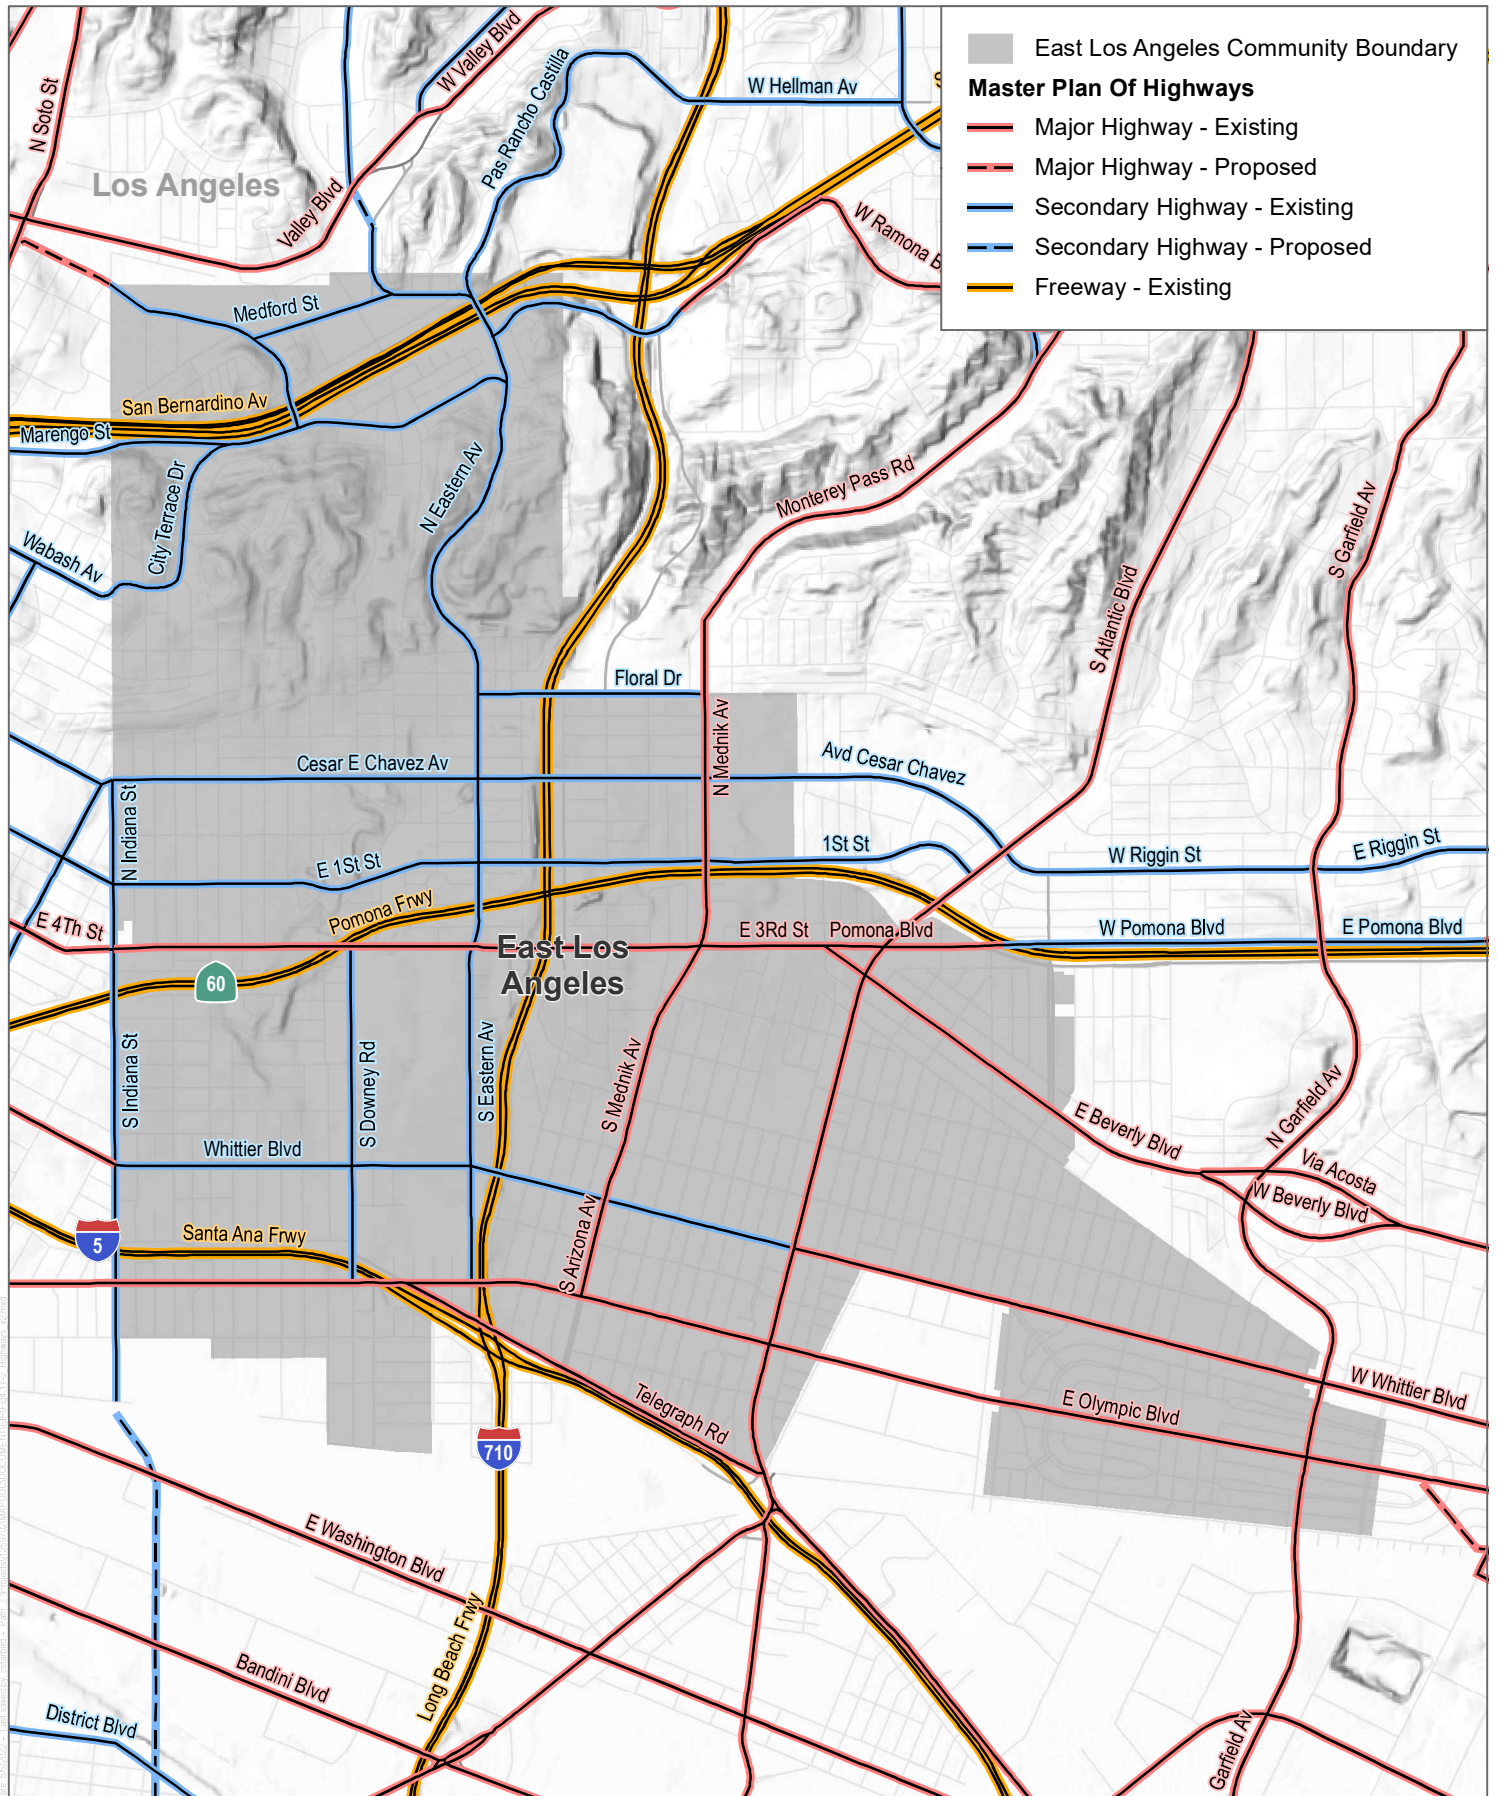 East Los Angeles Community Boundary
Master Plan Of Highways
Major Highway - Existing
Major Highway - Proposed
Secondary Highway - Existing
Secondary Highway - Proposed
Freeway - Existing
W Valley Blvd
N Soto St
Pas Rancho Castilla
W Hellman Av
Los Angeles
Valley Blvd
W Ramona B
Medford St
San Bernardino Av
Marengo St
City Terrace Dr
N Eastern Av
Wabash Av
Monterey Pass Rd
S Garfield Av
S Atlantic Blvd
Floral Dr
N Mednik Av
Cesar E Chavez Av
Avd Cesar Chavez
N Indiana St
E 1St St
1St St
W Riggin St
E Riggin St
Pomona Frwy
E 4Th St
East Los
Angeles
E 3Rd St
Pomona Blvd
W Pomona Blvd
E Pomona Blvd
60
S Indiana St
S Downey Rd
S Eastern Av
S Mednik Av
N Garfield Av
E Beverly Blvd
Whittier Blvd
Via Acosta
W Beverly Blvd
5
Santa Ana Frwy
S Arizona Av
W Whittier Blvd
E Olympic Blvd
Telegraph Rd
710
E Washington Blvd
Long Beach Frwy
Bandini Blvd
District Blvd
Garfield Av